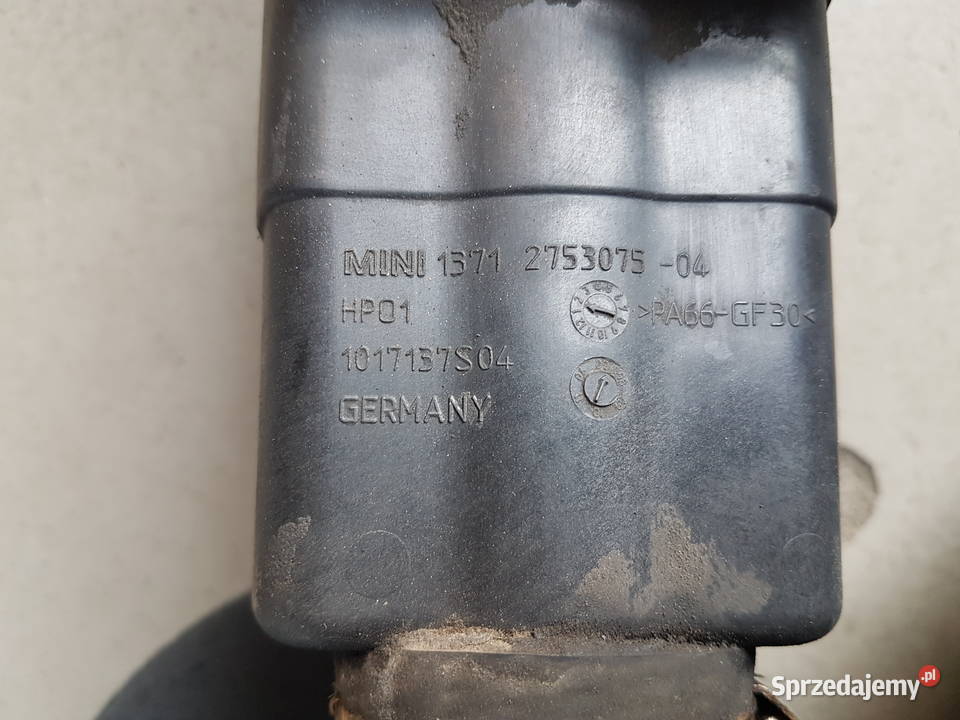 MINI 1371 2753075-04
HP01 >PA66-GF30<
1017137S04
GERMANY
Sprzedajemy.pl